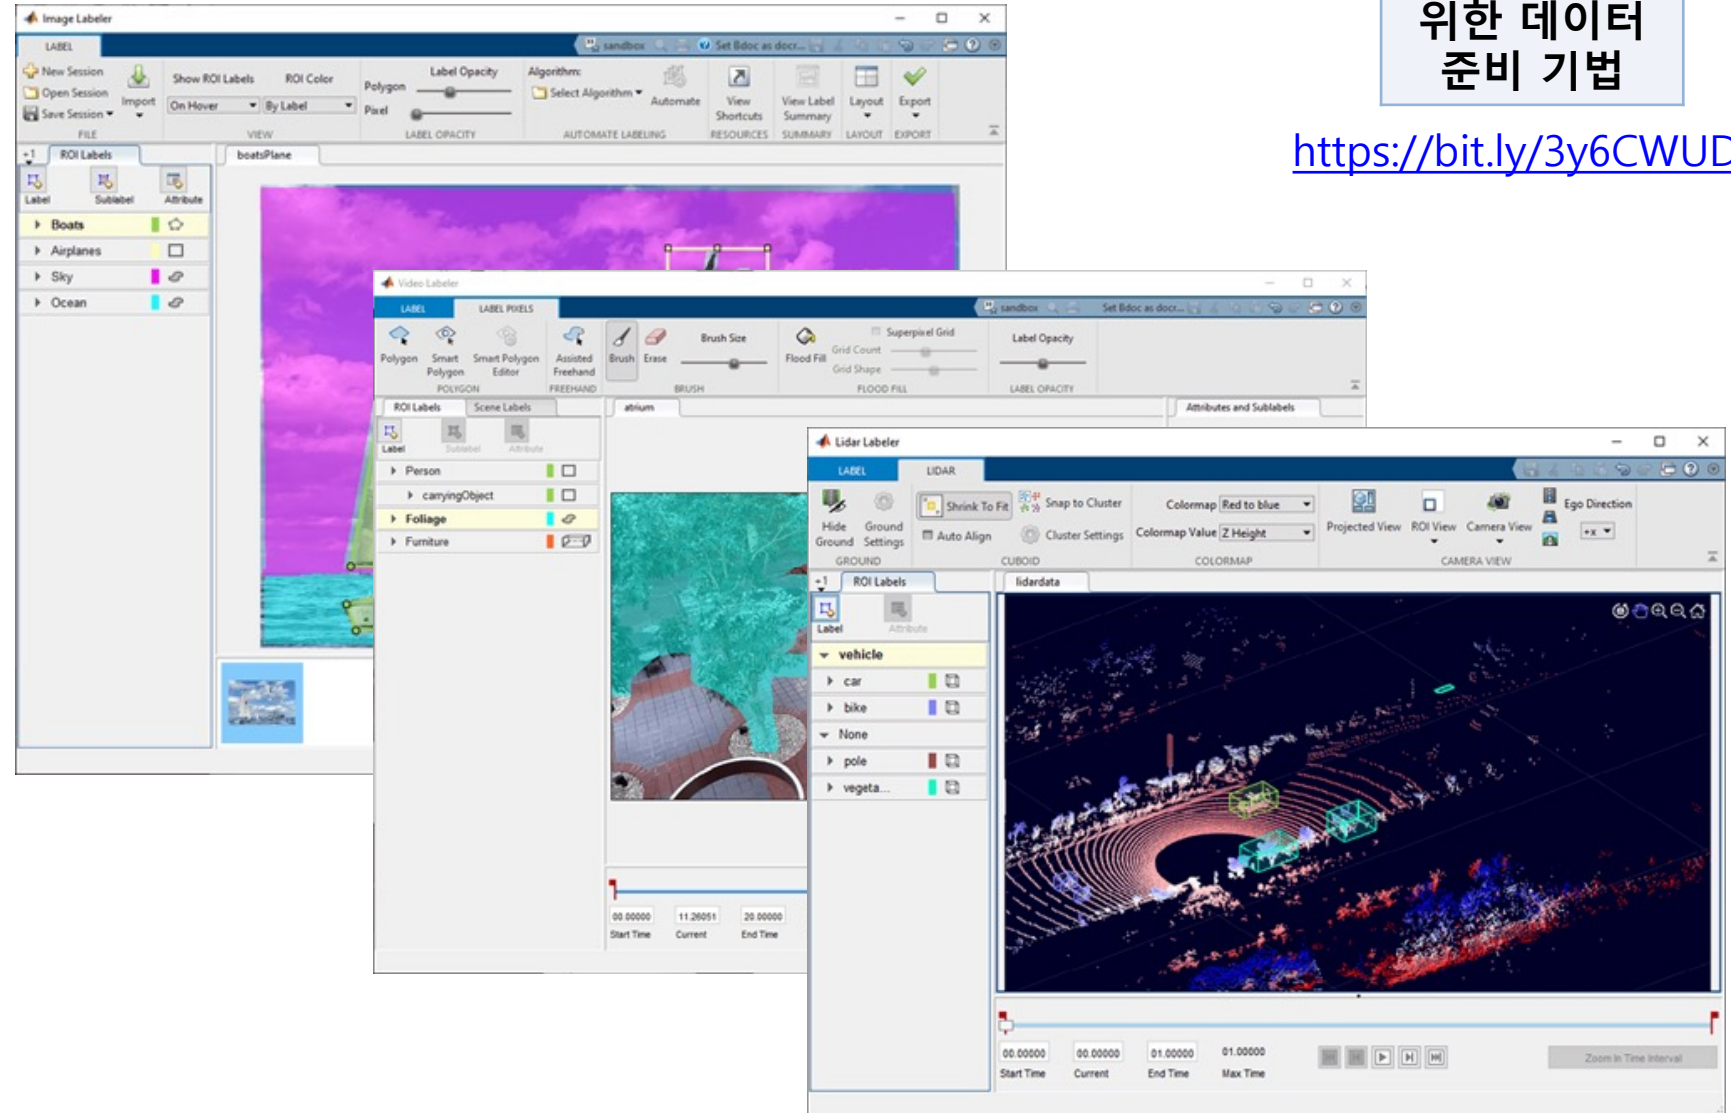 Image Labeler
LABEL
sandbox
Set Bdoc as docr...
New Session
Open Session
Save Session
Import
FILE
Show ROI Labels
ROI Color
On Hover
By Label
VIEW
Label Opacity
Polygon
Pixel
LABEL OPACITY
Algorithm:
Select Algorithm
Automate
AUTOMATE LABELING
View
Shortcuts
RESOURCES
View Label
Summary
SUMMARY
Layout
LAYOUT
Export
EXPORT
ROI Labels
boatsPlane
Label
Sublabel
Attribute
Boats
Airplanes
Sky
Ocean
위한 데이터
준비 기법
https://bit.ly/3y6CWUD
Video Labeler
LABEL
LABEL PIXELS
sandbox
Set Bdoc as docr...
Polygon
Smart
Polygon
Smart Polygon
Editor
POLYGON
Assisted
Freehand
FREEHAND
Brush
Erase
Brush Size
BRUSH
Flood Fill
Superpixel Grid
Grid Count
Grid Shape
FLOOD FILL
Label Opacity
LABEL OPACITY
ROI Labels
Scene Labels
atrium
Attributes and Sublabels
Label
Sublabel
Attribute
Person
carryingObject
Foliage
Furniture
00.00000
11.26051
20.00000
Start Time
Current
End Time
Lidar Labeler
LABEL
LIDAR
Hide
Ground
Ground
Settings
GROUND
Shrink To Fit
Auto Align
Snap to Cluster
Cluster Settings
CUBOID
Colormap
Red to blue
Colormap Value
Z Height
COLORMAP
Projected View
ROI View
Camera View
Ego Direction
+x
CAMERA VIEW
ROI Labels
lidardata
Label
Attribute
vehicle
car
bike
None
pole
vegeta...
00.00000
00.00000
01.00000
01.00000
Start Time
Current
End Time
Max Time
Zoom In Time Interval